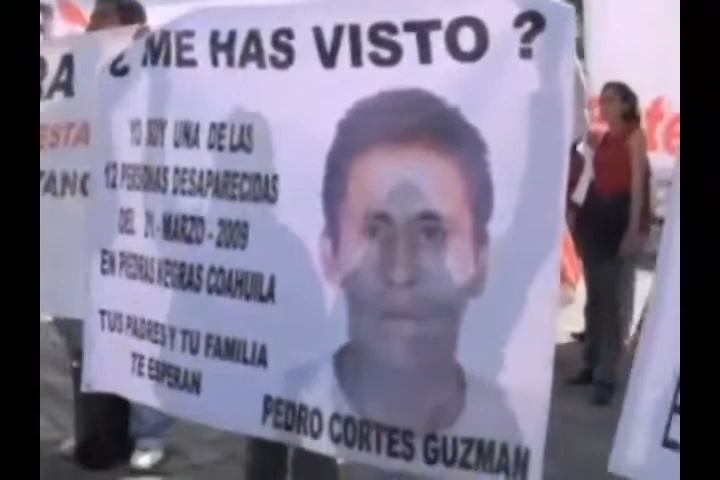 ¿ ME HAS VISTO ?
YO SOY UNA DE LAS
12 PERSONAS DESAPARECIDAS
DEL 21 - MARZO - 2009
EN PIEDRAS NEGRAS COAHUILA
TUS PADRES Y TU FAMILIA
TE ESPERAN
PEDRO CORTES GUZMAN